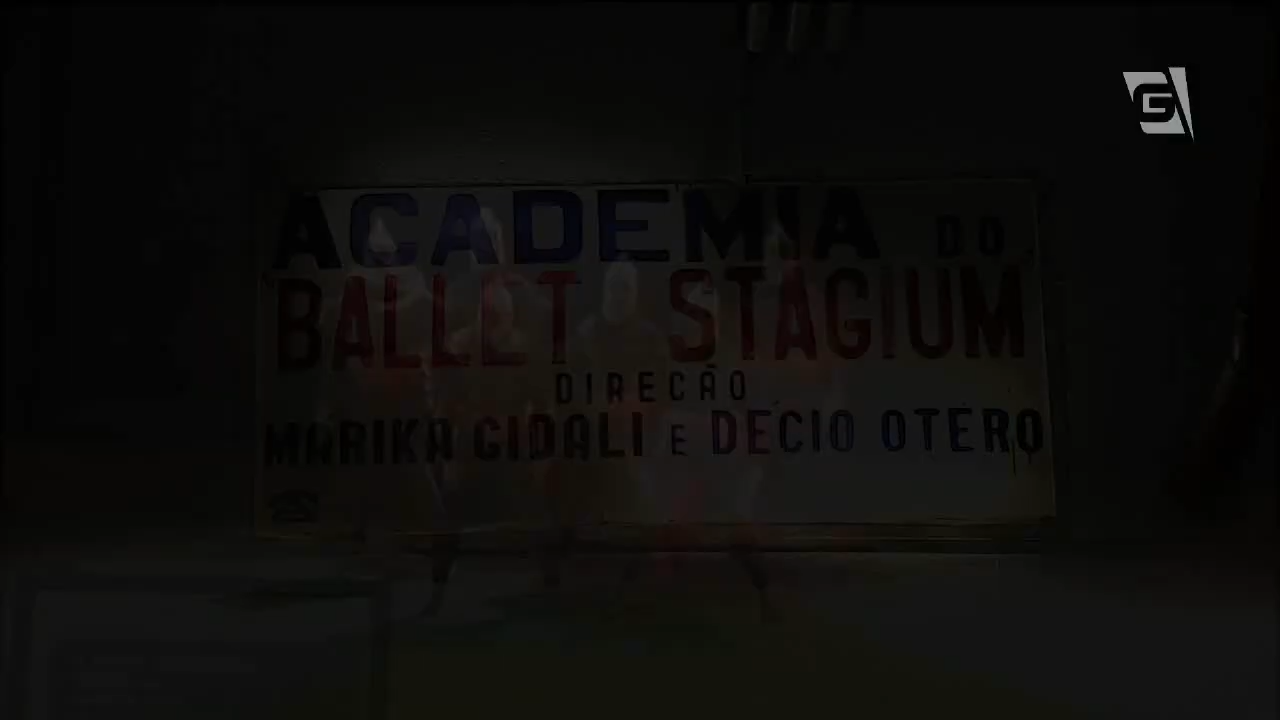 ACADEMIA DO
BALLET STAGIUM
DIREÇÃO
MARIKA GIDALI E DECIO OTERO